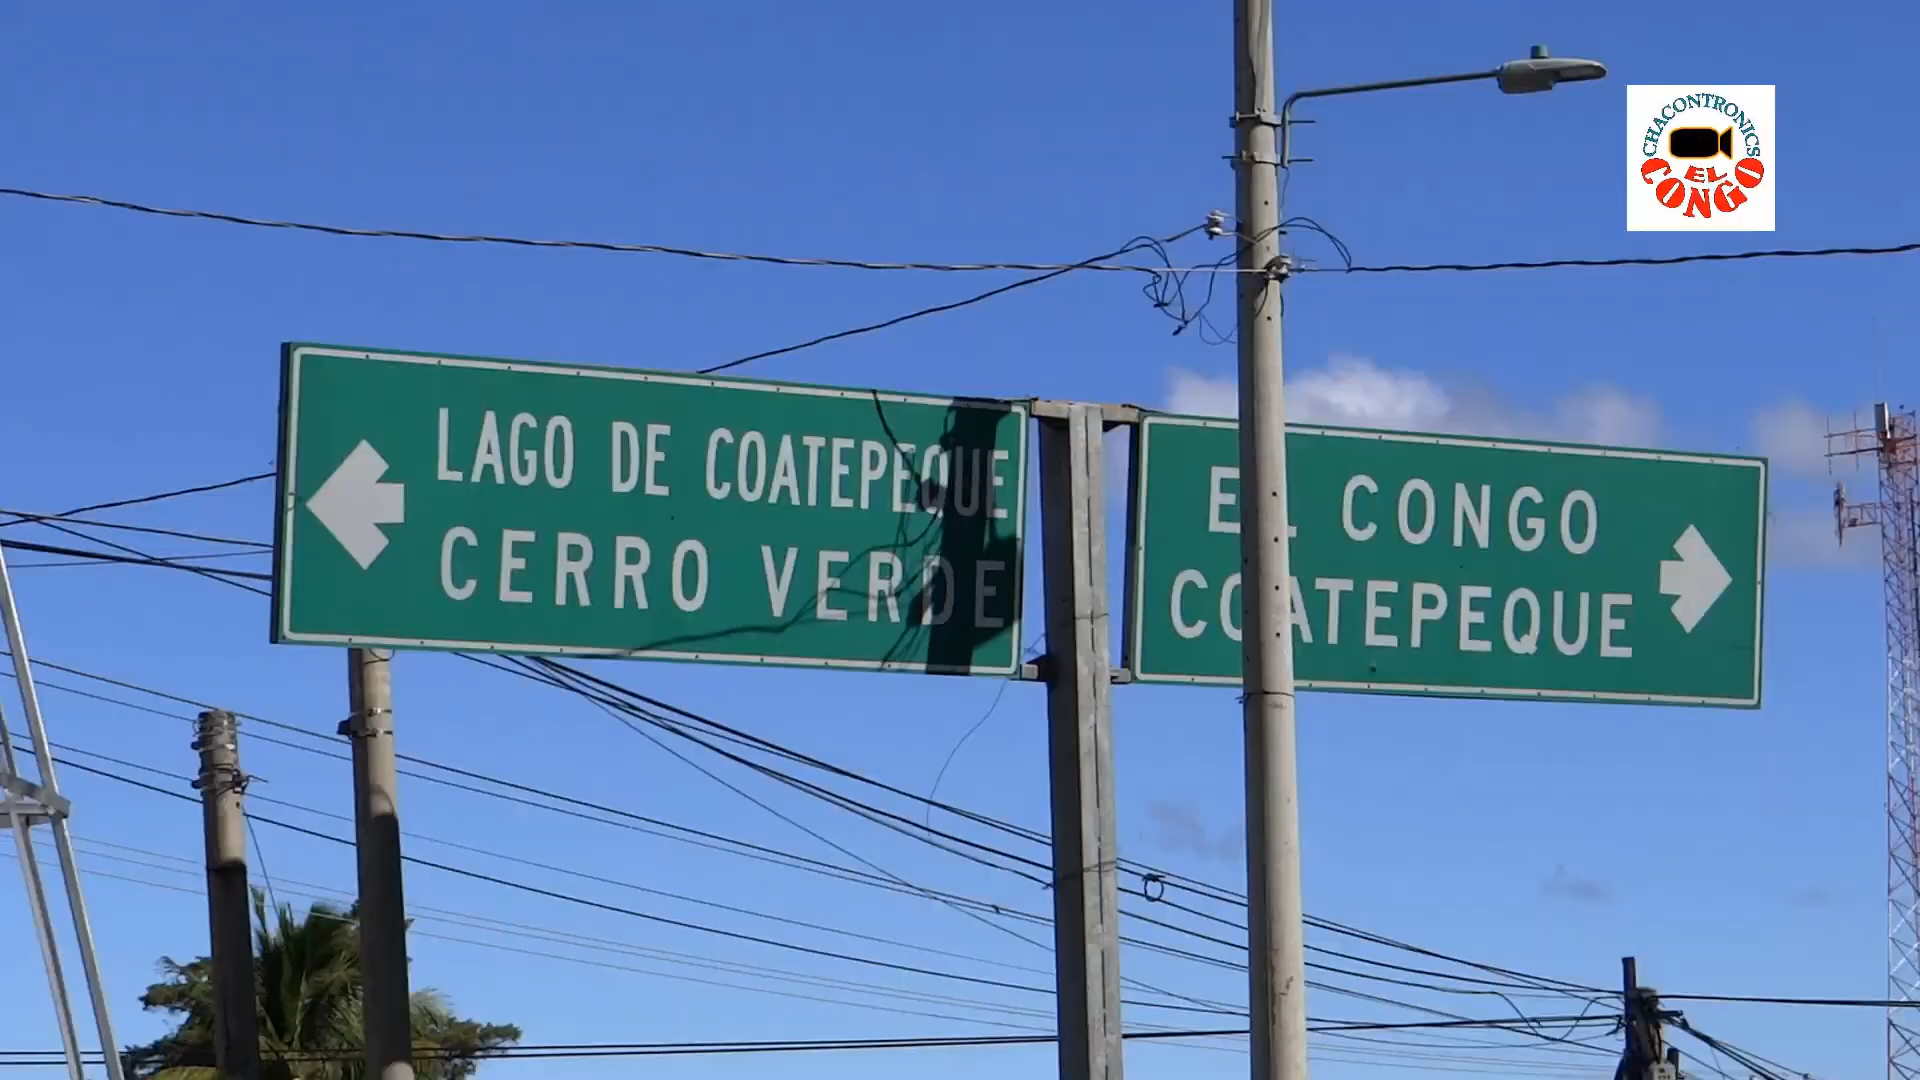 LAGO DE COATEPEQUE
CERRO VERDE
EL CONGO
COATEPEQUE
CHACONTRONICS
EL
CONGO